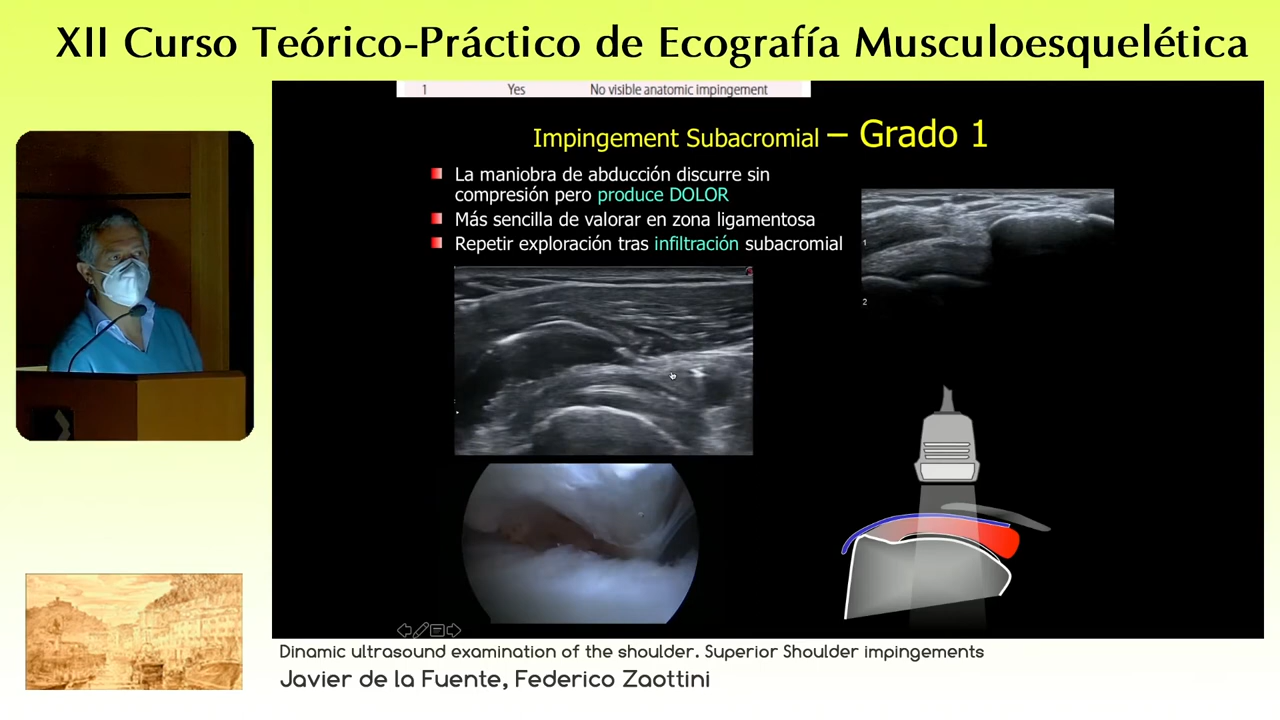 XII Curso Teórico-Práctico de Ecografía Musculoesquelética
1 Yes No visible anatomic impingement
Impingement Subacromial – Grado 1
La maniobra de abducción discurre sin
compresión pero produce DOLOR
Más sencilla de valorar en zona ligamentosa
Repetir exploración tras infiltración subacromial
1
2
Dinamic ultrasound examination of the shoulder. Superior Shoulder impingements
Javier de la Fuente, Federico Zaottini